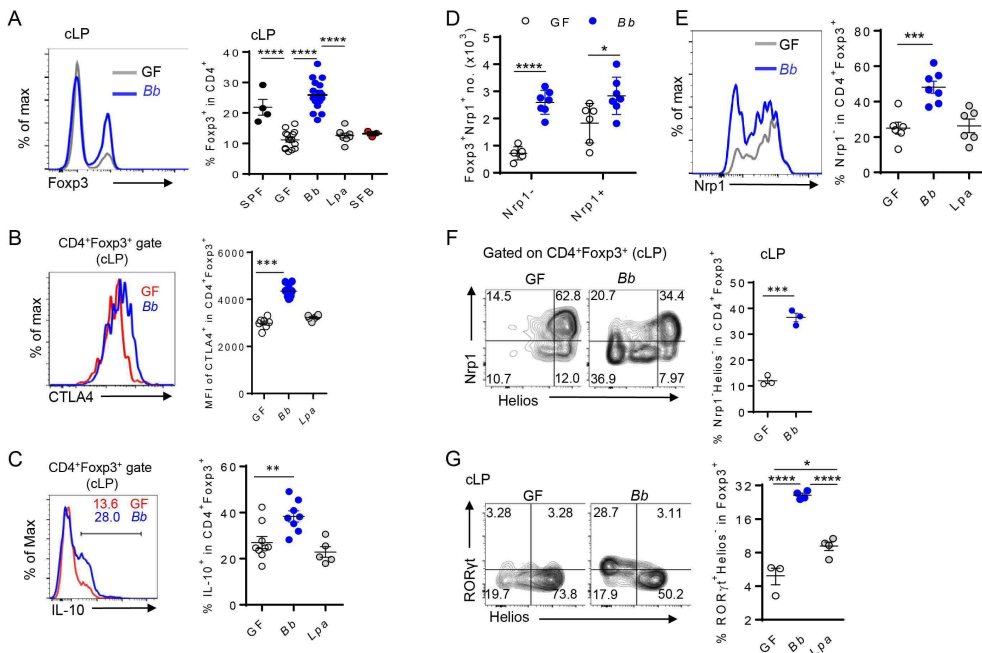 A
cLP
GF
Bb
% of max
Foxp3
cLP
**** **** ****
% Foxp3+ in CD4+
50
40
30
20
10
0
SPF
GF
Bb
Lpa
SFB
B
CD4+Foxp3+ gate
(cLP)
GF
Bb
% of max
CTLA4
MFI of CTLA4+ in CD4+Foxp3+
***
6000
4000
2000
0
GF
Bb
Lpa
C
CD4+Foxp3+ gate
(cLP)
13.6 GF
28.0 Bb
% of Max
IL-10
% IL-10+ in CD4+Foxp3+
**
60
40
20
0
GF
Bb
Lpa
D
GF
Bb
Foxp3+Nrp1+ no. (x10³)
**** *
4
3
2
1
0
Nrp1-
Nrp1+
E
GF
Bb
% of max
Nrp1
% Nrp1- in CD4+Foxp3+
***
80
60
40
20
0
GF
Bb
Lpa
F
Gated on CD4+Foxp3+ (cLP)
GF
Bb
14.5 62.8
20.7 34.4
10.7 12.0
36.9 7.97
Nrp1
Helios
cLP
% Nrp1-Helios- in CD4+Foxp3+
***
50
40
30
20
10
0
GF
Bb
G
cLP
GF
Bb
3.28 3.28
28.7 3.11
119.7 73.8
117.9 50.2
RORγt
Helios
% RORγt+Helios- in Foxp3+
*
**** ****
32
16
8
4
2
GF
Bb
Lpa